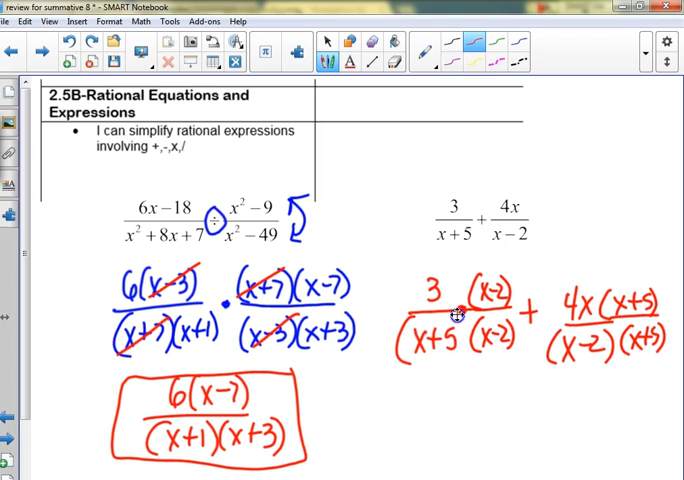 review for summative 8 * - SMART Notebook
File Edit View Insert Format Math Tools Add-ons Help
2.5B-Rational Equations and
Expressions
• I can simplify rational expressions
involving +,-,x,/
6x − 18 / x² + 8x + 7 ÷ x² − 9 / x² − 49
6(x−3) / (x+7)(x+1) • (x+7)(x−7) / (x−3)(x+3)
6(x−7) / (x+1)(x+3)
3 / x + 5 + 4x / x − 2
3 (x−2) / (x+5 (x−2) + 4x(x+5) / (x−2)(x+5)